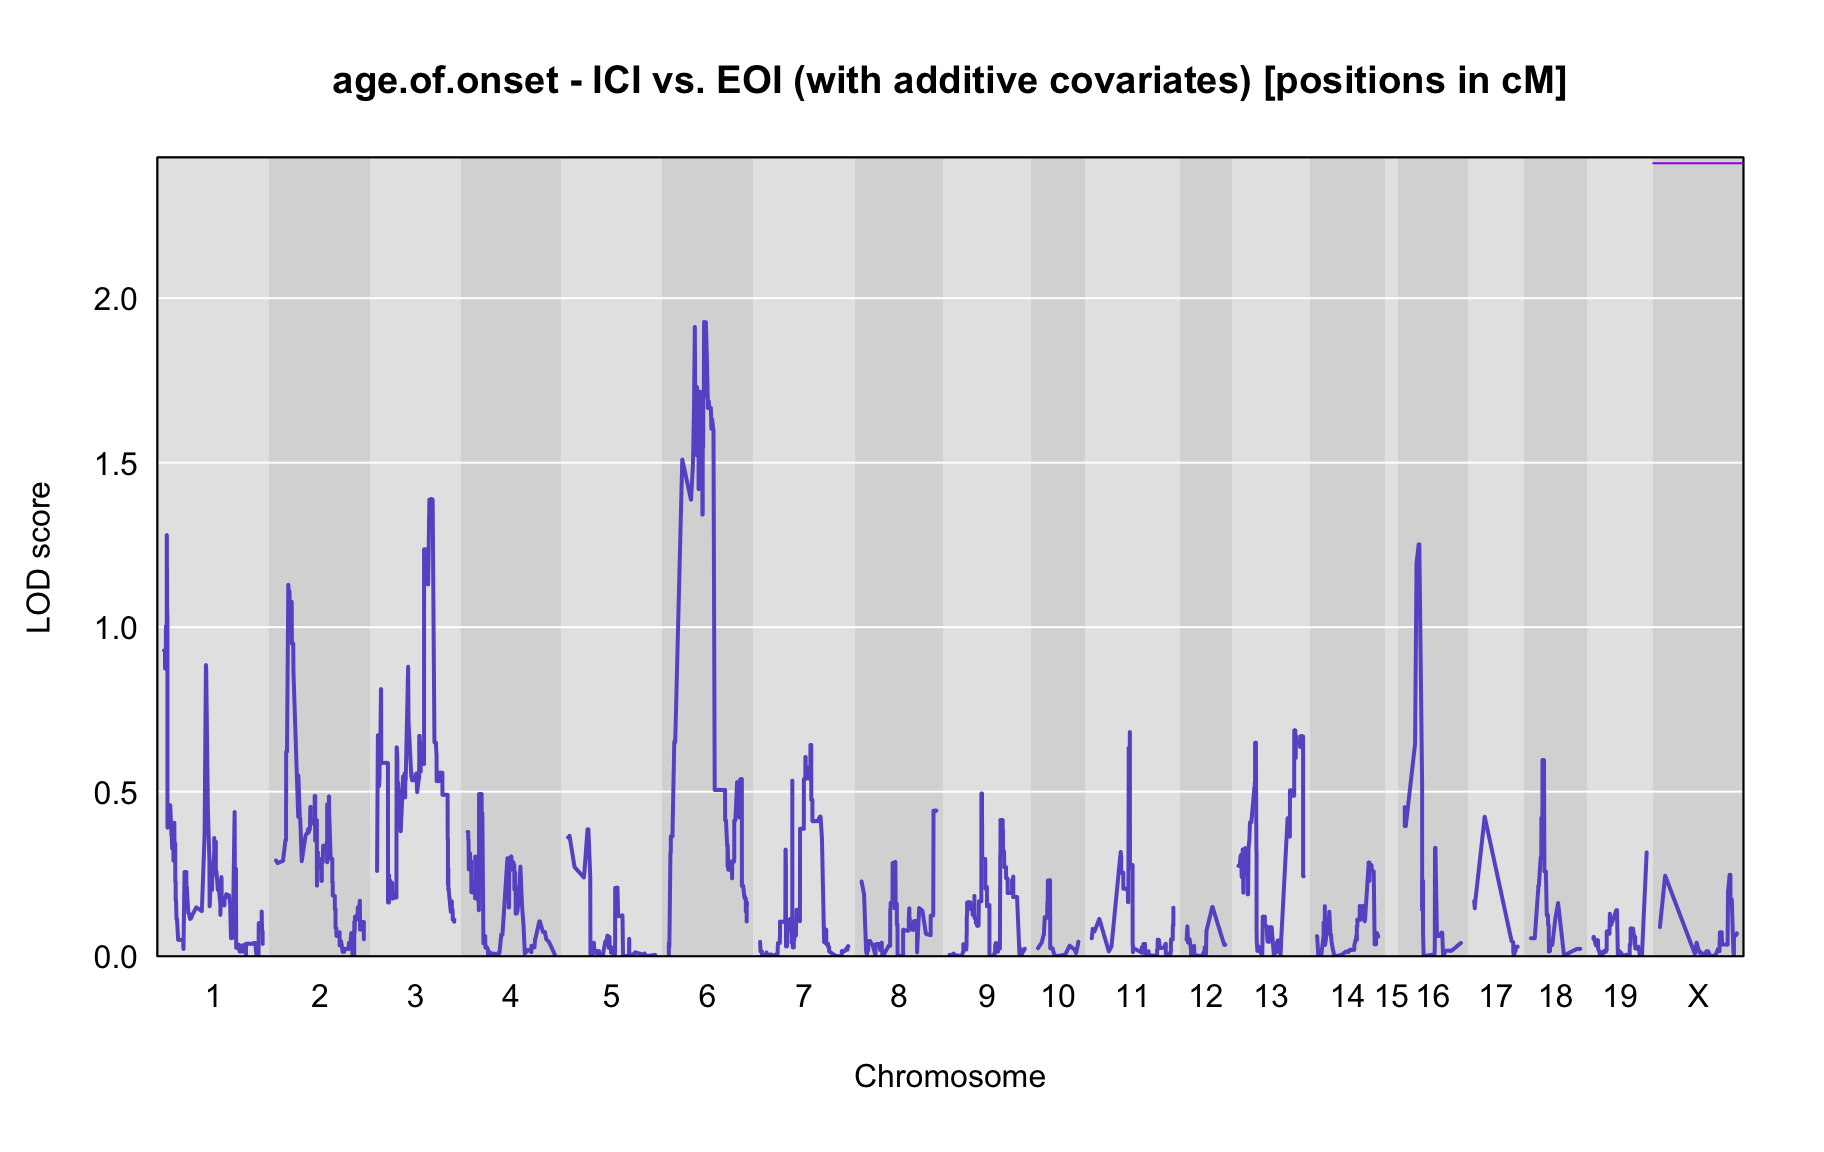 age.of.onset - ICI vs. EOI (with additive covariates) [positions in cM]
LOD score
2.0
1.5
1.0
0.5
0.0
1 2 3 4 5 6 7 8 9 10 11 12 13 14 15 16 17 18 19 X
Chromosome